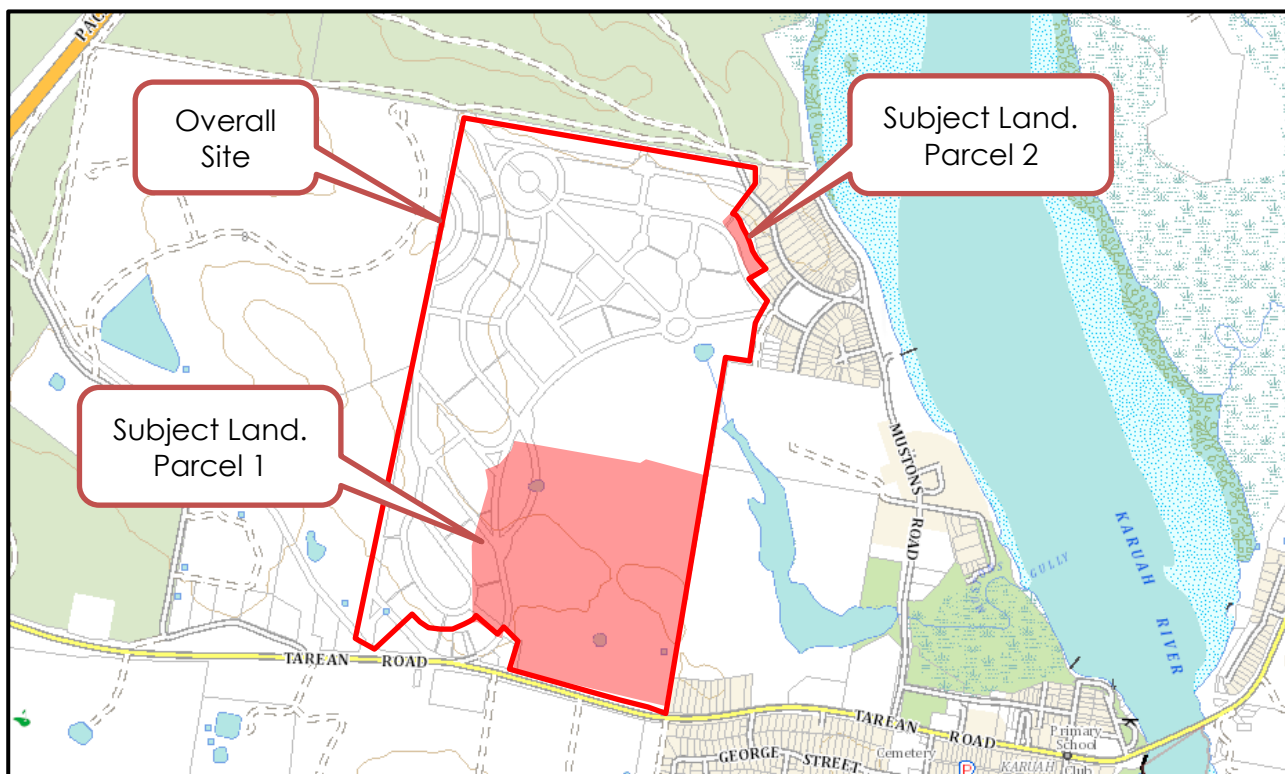 PAC
Overall
Site
Subject Land.
Parcel 2
Subject Land.
Parcel 1
MUSTONS ROAD
GULLY
KARUAH
RIVER
TAREAN ROAD
TAREAN ROAD
GEORGE STREET
Cemetery
P
Primary
School
KARUAH
Club